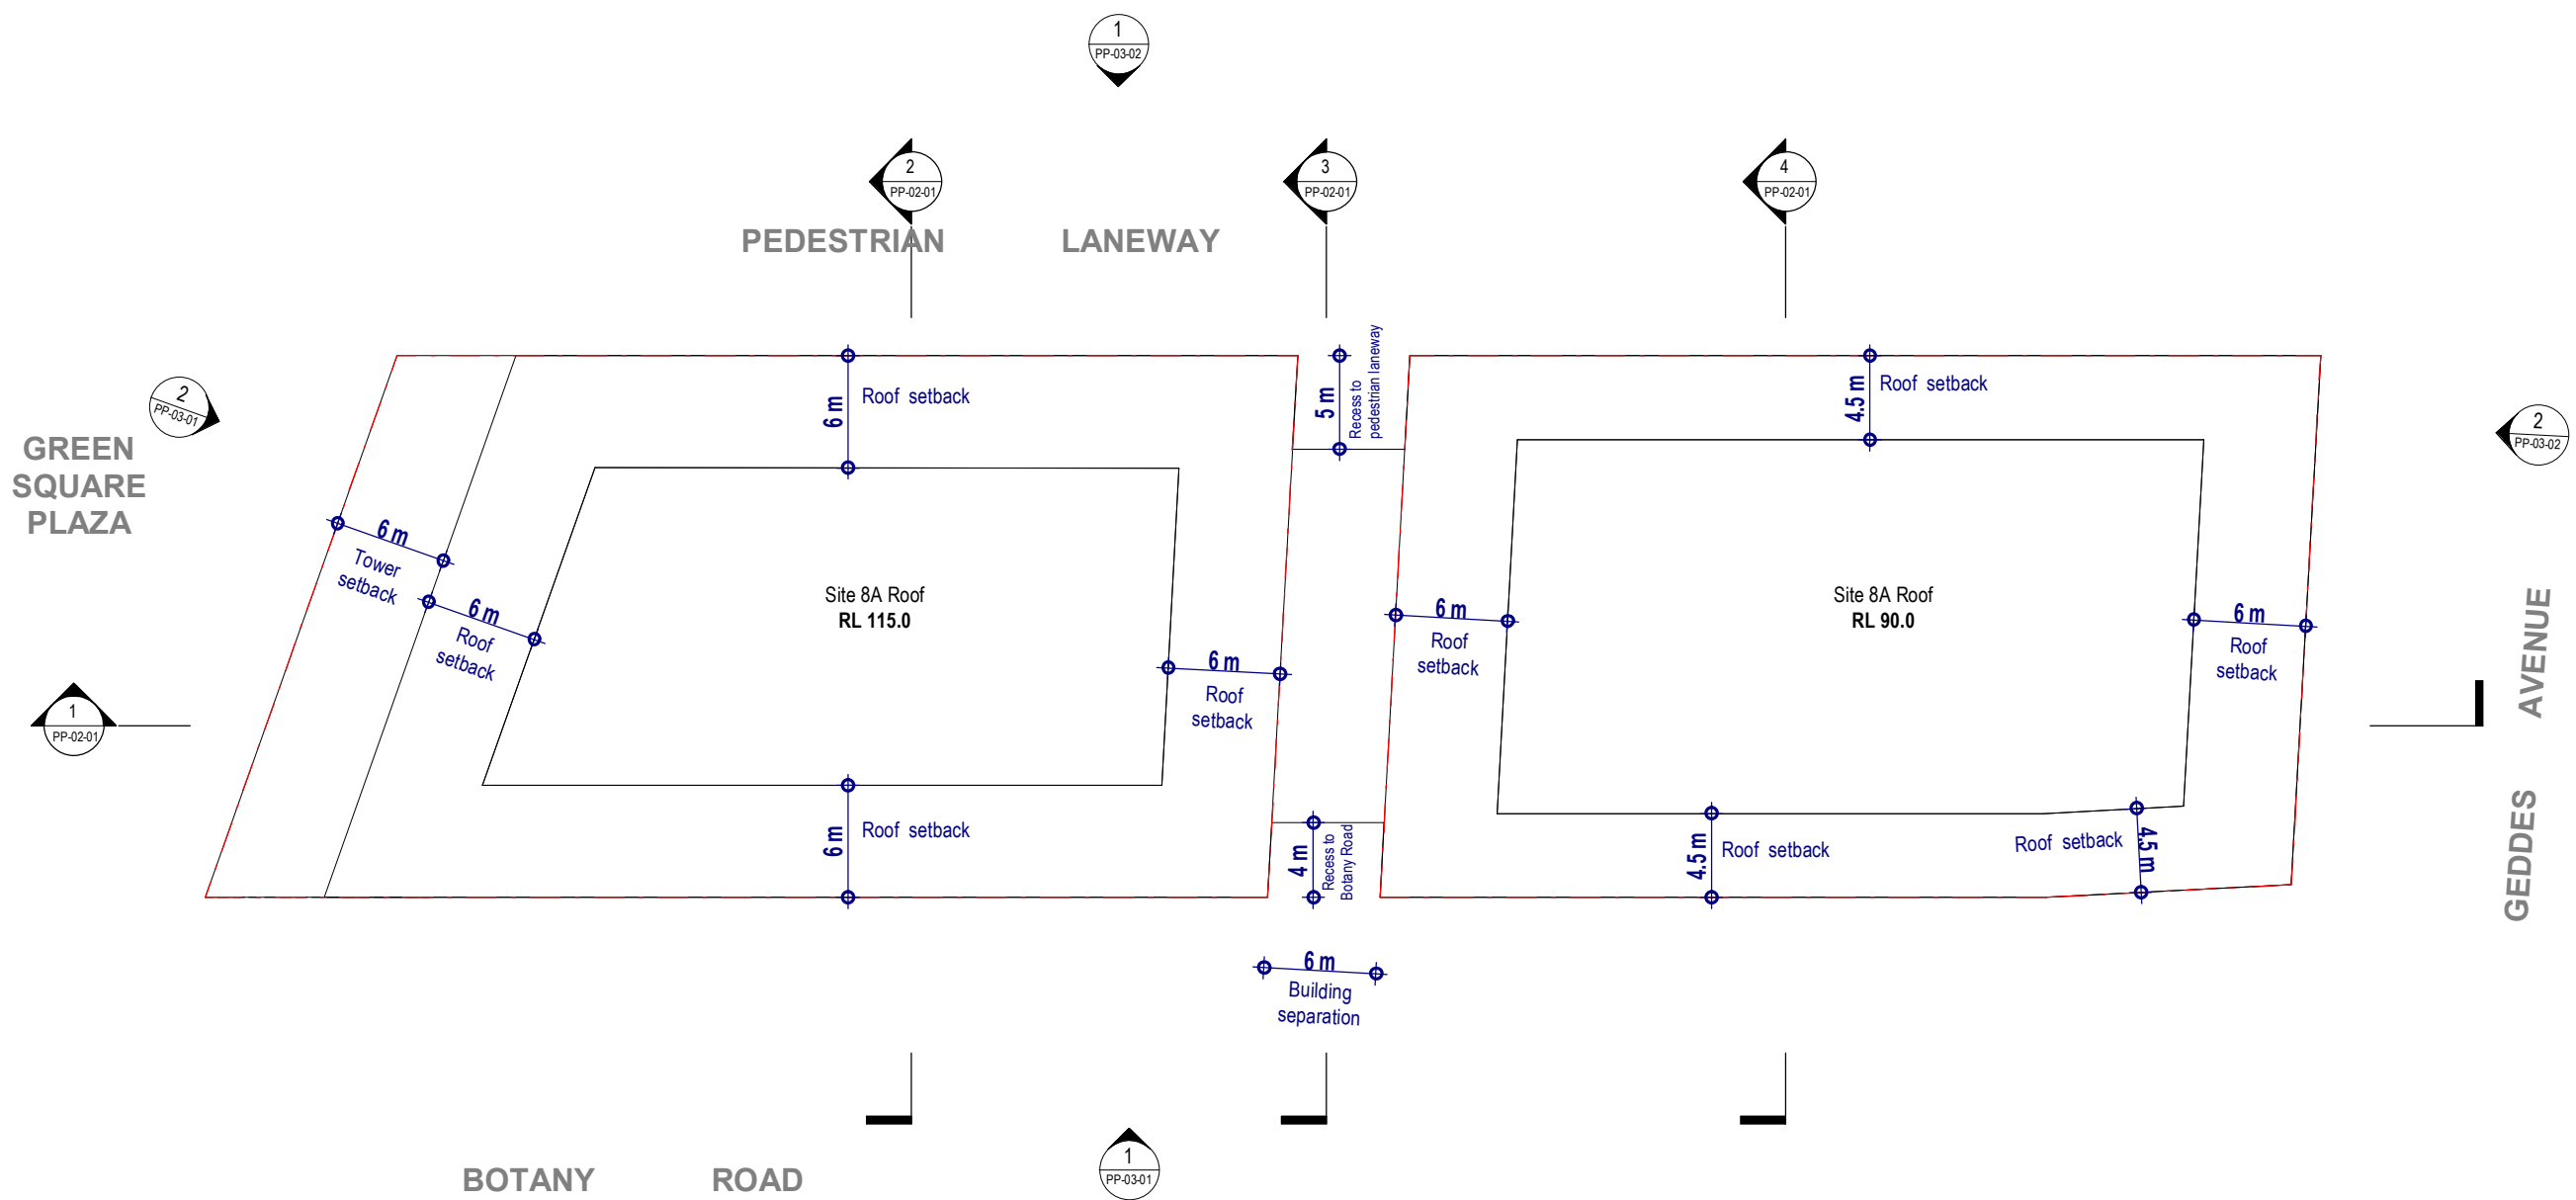 1
PP-03-02
2
PP-02-01
3
PP-02-01
4
PP-02-01
PEDESTRIAN LANEWAY
2
PP-03-01
GREEN
SQUARE
PLAZA
6 m
Roof setback
5 m
Recess to
pedestrian laneway
4.5 m
Roof setback
2
PP-03-02
6 m
Tower
setback
6 m
Roof
setback
Site 8A Roof
RL 115.0
6 m
Roof
setback
6 m
Roof
setback
Site 8A Roof
RL 90.0
6 m
Roof
setback
GEDDES AVENUE
1
PP-02-01
6 m
Roof setback
4 m
Recess to
Botany Road
4.5 m
Roof setback
Roof setback
4.5 m
6 m
Building
separation
BOTANY ROAD
1
PP-03-01